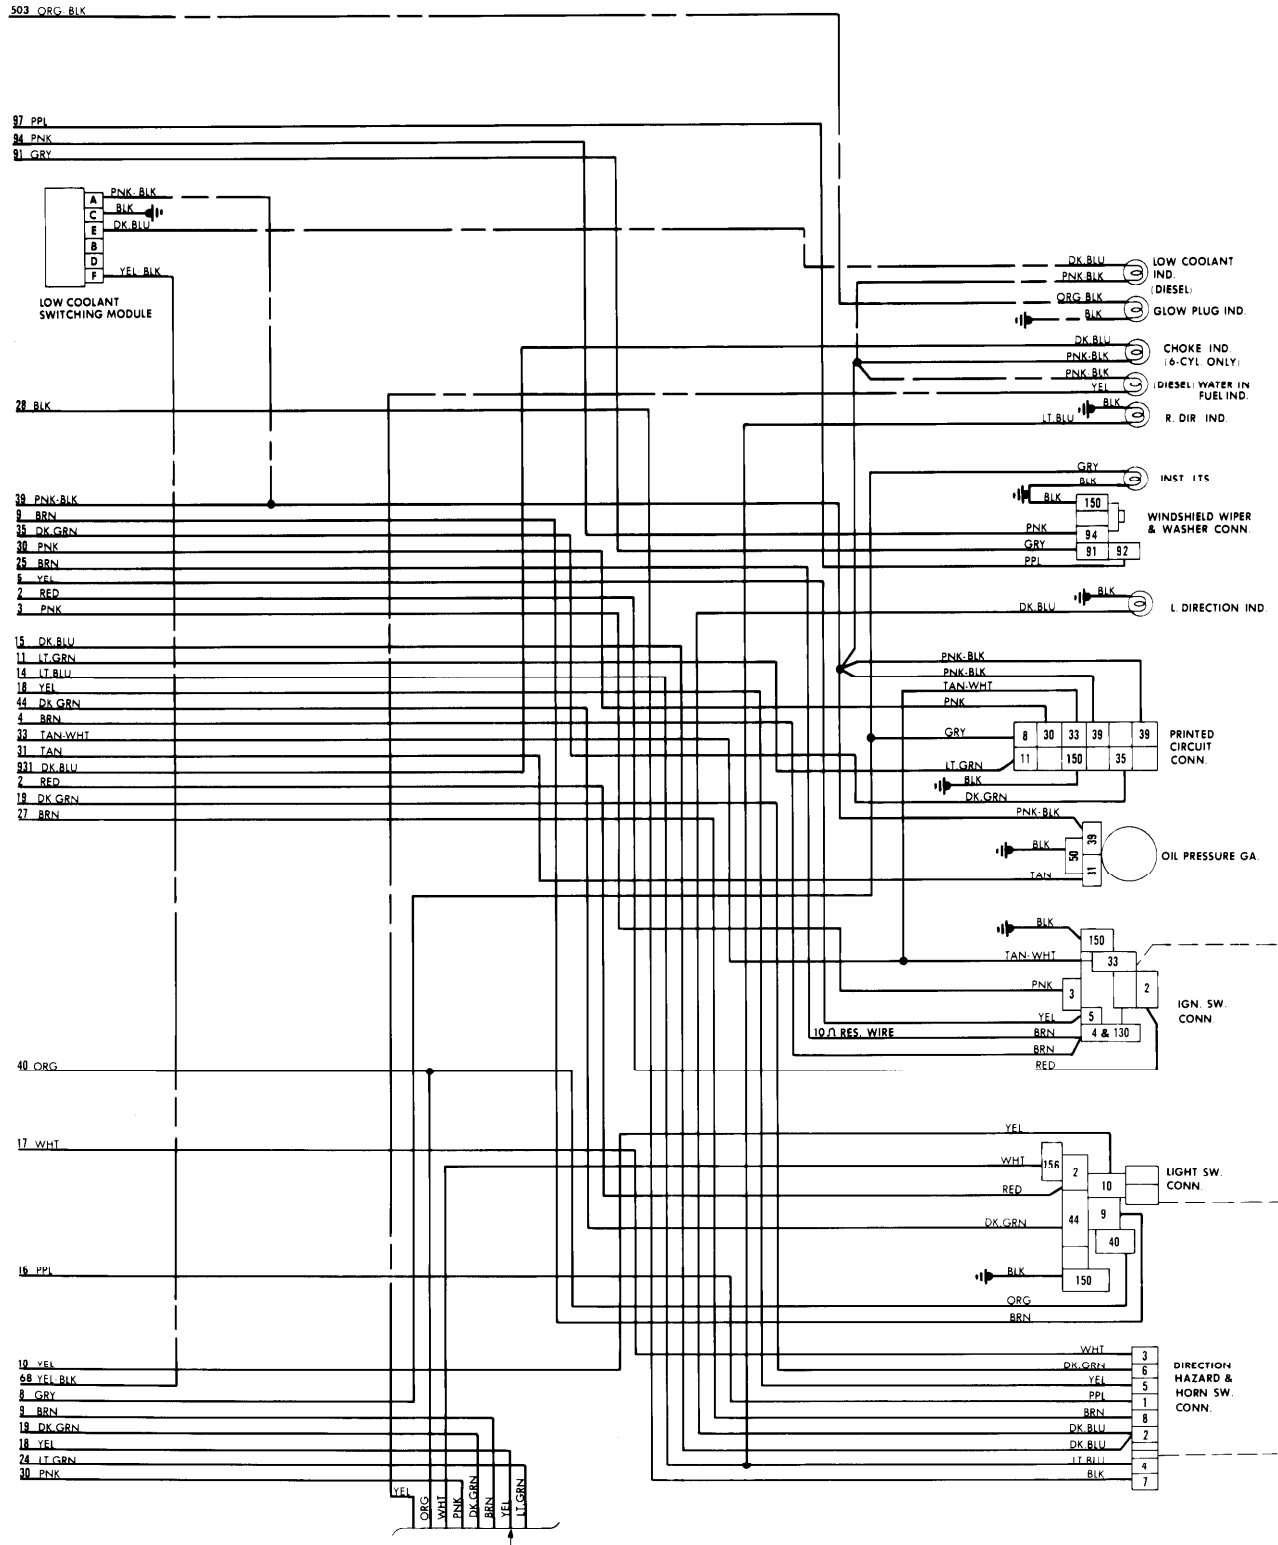 503 ORG-BLK
97 PPL
94 PNK
91 GRY
A PNK-BLK
C BLK
E DK.BLU
B
D
F YEL-BLK
LOW COOLANT
SWITCHING MODULE
DK.BLU
PNK-BLK
LOW COOLANT
IND.
(DIESEL)
ORG-BLK
BLK
GLOW PLUG IND.
DK.BLU
PNK-BLK
CHOKE IND.
(6-CYL. ONLY)
PNK-BLK
YEL
(DIESEL) WATER IN
FUEL IND.
28 BLK
BLK
LT.BLU
R. DIR. IND.
GRY
BLK
INST LTS
39 PNK-BLK
9 BRN
35 DK.GRN
30 PNK
25 BRN
5 YEL
2 RED
3 PNK
BLK
150
PNK
94
GRY
91 92
PPL
WINDSHIELD WIPER
& WASHER CONN.
BLK
DK.BLU
L. DIRECTION IND.
15 DK.BLU
11 LT.GRN
14 LT.BLU
18 YEL
44 DK GRN
4 BRN
33 TAN-WHT
31 TAN
931 DK.BLU
2 RED
19 DK GRN
27 BRN
PNK-BLK
PNK-BLK
TAN-WHT
PNK
GRY
8 30 33 39 39
11 150 35
LT.GRN
BLK
DK.GRN
PRINTED
CIRCUIT
CONN.
PNK-BLK
39
BLK
50
TAN
OIL PRESSURE GA.
BLK
150
TAN-WHT
33
PNK
3
2
YEL
5
10Ω RES. WIRE
BRN
4 & 130
BRN
RED
IGN. SW.
CONN.
40 ORG
17 WHT
YEL
WHT
156
2
RED
10
DK.GRN
44
9
40
BLK
150
ORG
BRN
LIGHT SW.
CONN.
16 PPL
10 YEL
68 YEL-BLK
8 GRY
9 BRN
19 DK.GRN
18 YEL
24 LT GRN
30 PNK
WHT 3
DK.GRN 6
YEL 5
PPL 1
BRN 8
DK.BLU 2
DK.BLU
LT BLU 4
BLK 7
DIRECTION
HAZARD &
HORN SW.
CONN.
YEL
ORG
WHT
PNK
DK.GRN
BRN
YEL
LT.GRN